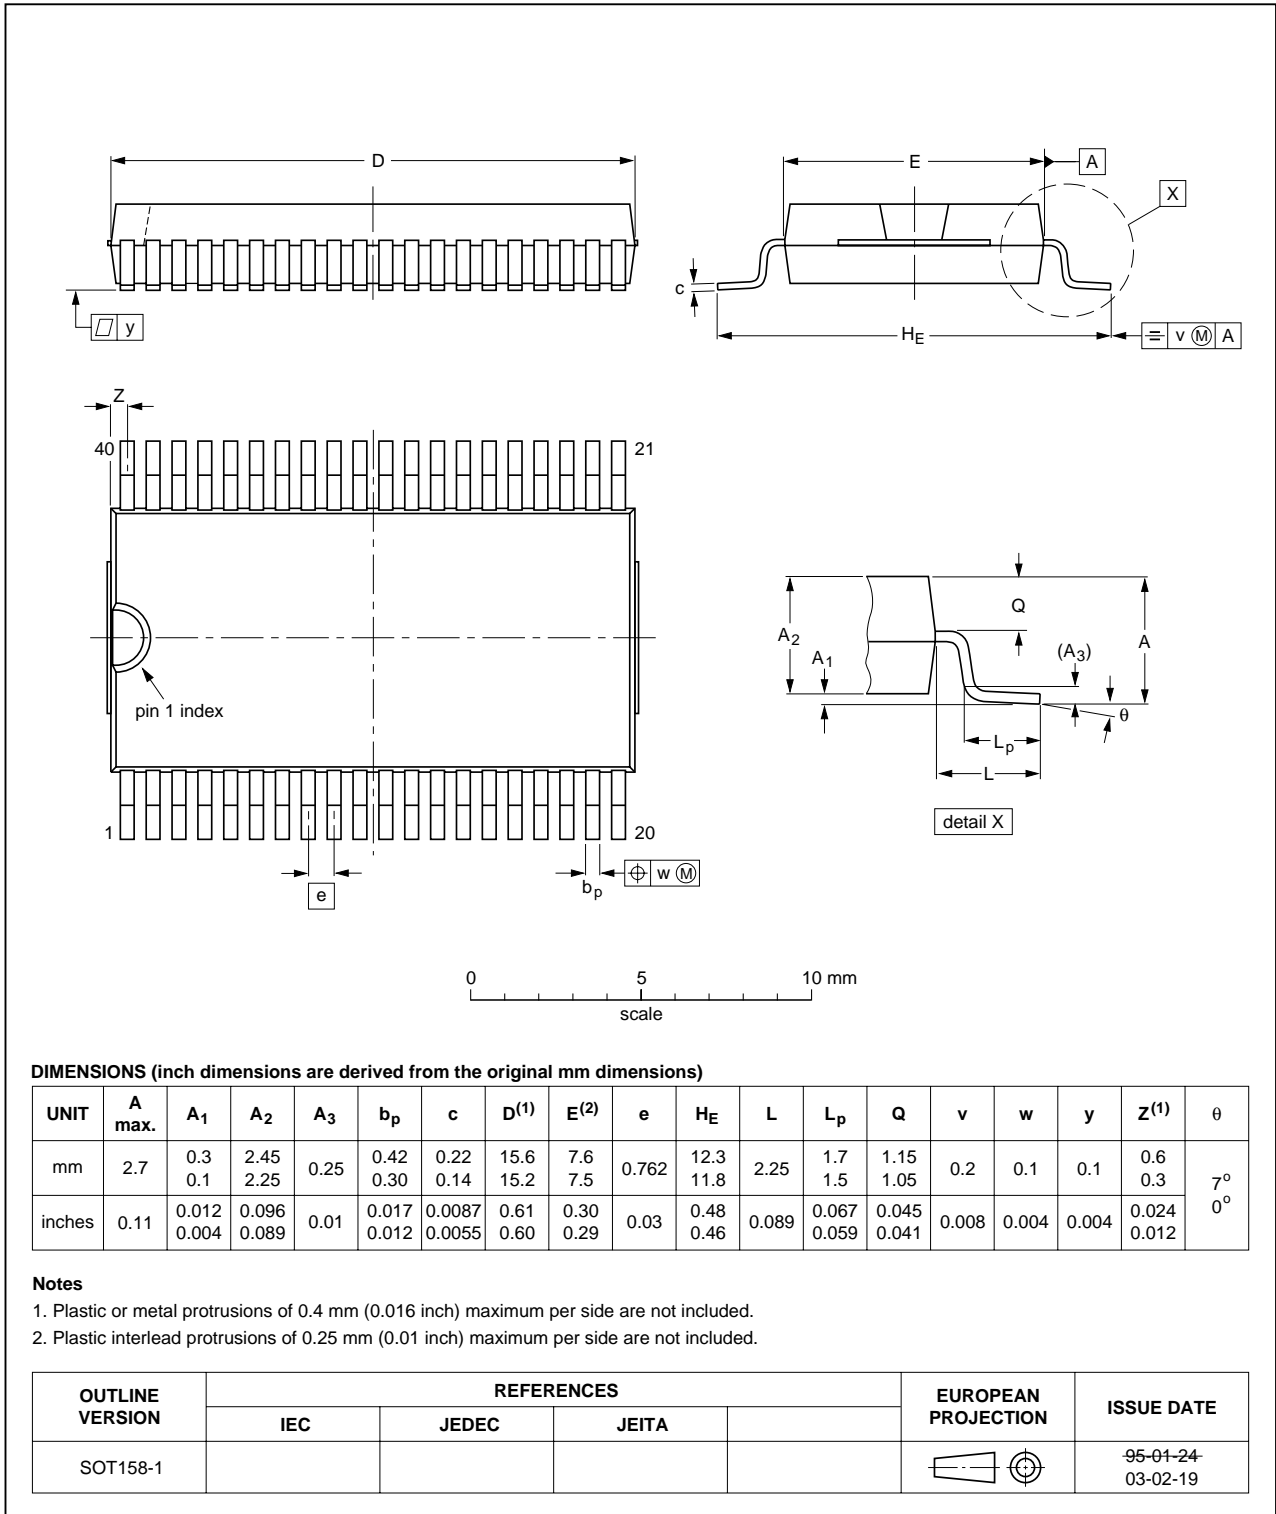 D
E
A
X
c
y
HE
v M A
Z
40
21
pin 1 index
1
20
e
bp
w M
Q
A2
A1
(A3)
A
θ
Lp
L
detail X
0 5 10 mm
scale
DIMENSIONS (inch dimensions are derived from the original mm dimensions)
UNIT A max. A1 A2 A3 bp c D(1) E(2) e HE L Lp Q v w y Z(1) θ
mm 2.7 0.3 0.1 2.45 2.25 0.25 0.42 0.30 0.22 0.14 15.6 15.2 7.6 7.5 0.762 12.3 11.8 2.25 1.7 1.5 1.15 1.05 0.2 0.1 0.1 0.6 0.3 7o 0o
inches 0.11 0.012 0.004 0.096 0.089 0.01 0.017 0.012 0.0087 0.0055 0.61 0.60 0.30 0.29 0.03 0.48 0.46 0.089 0.067 0.059 0.045 0.041 0.008 0.004 0.004 0.024 0.012
Notes
1. Plastic or metal protrusions of 0.4 mm (0.016 inch) maximum per side are not included.
2. Plastic interlead protrusions of 0.25 mm (0.01 inch) maximum per side are not included.
OUTLINE VERSION
REFERENCES
EUROPEAN PROJECTION
ISSUE DATE
IEC JEDEC JEITA
SOT158-1
95-01-24
03-02-19